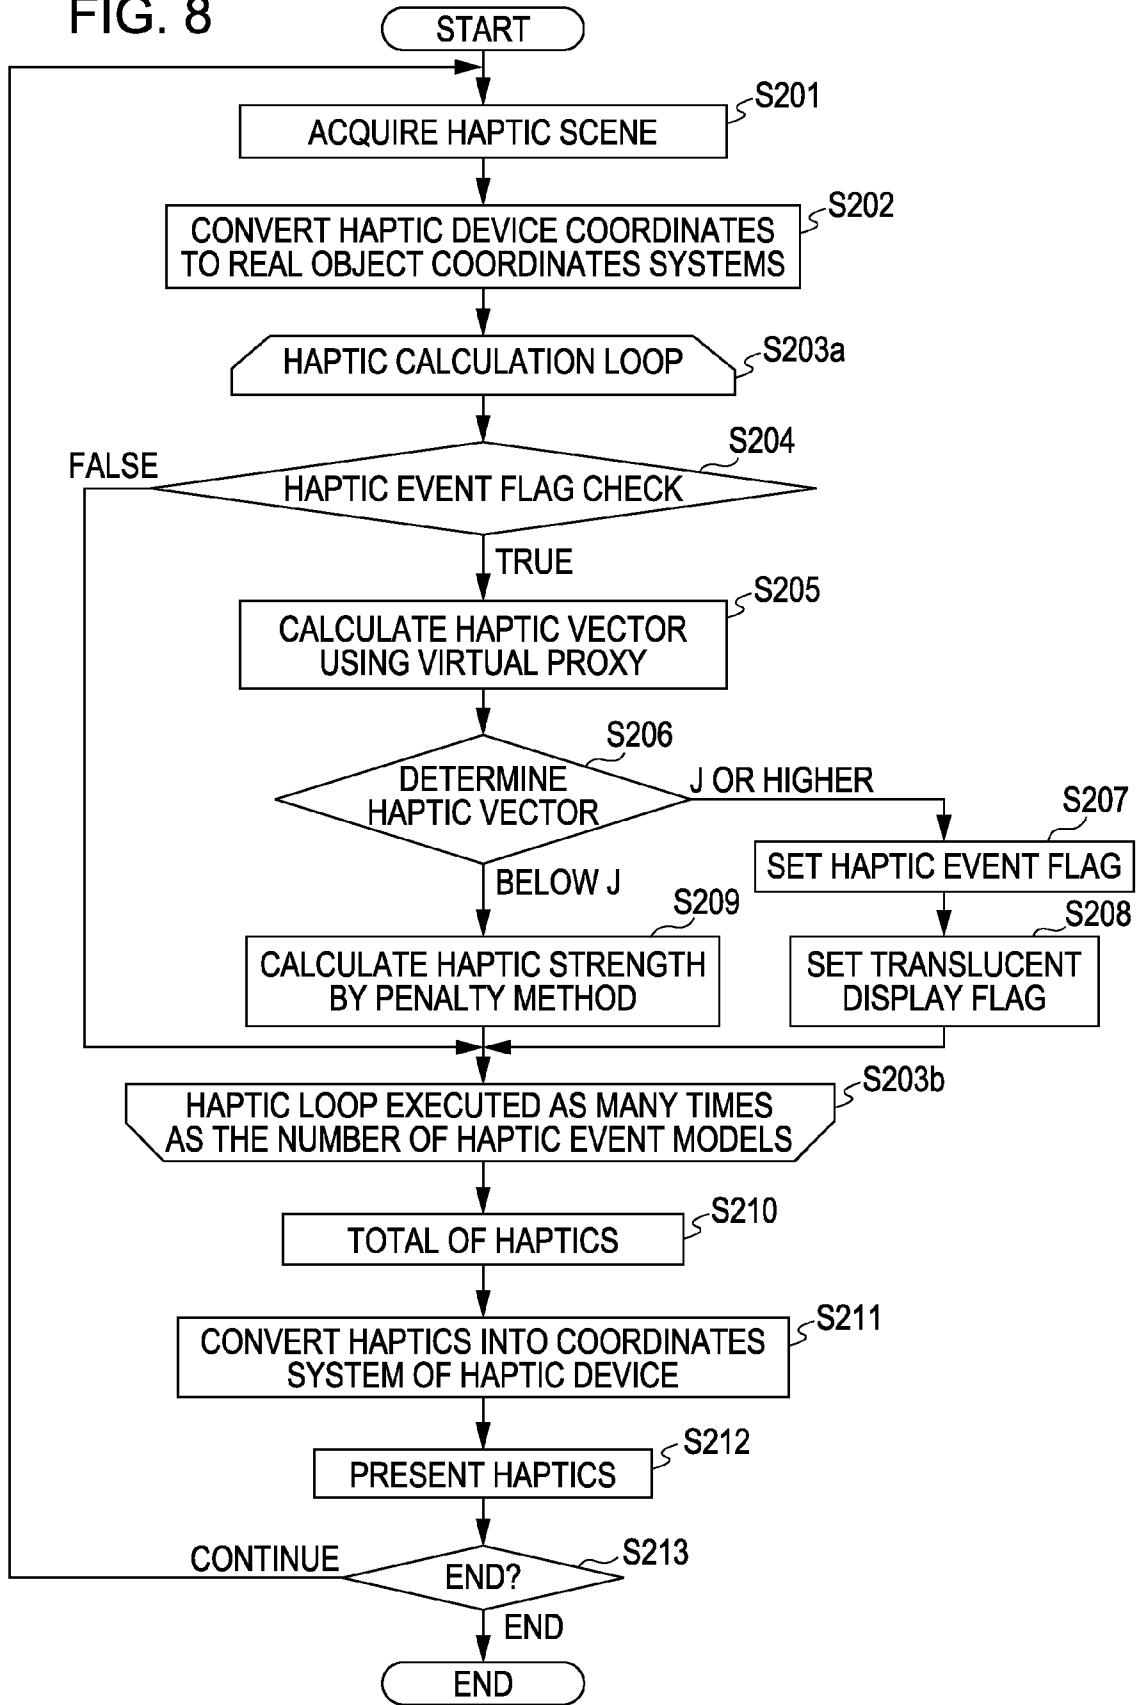 FIG. 8
START
S201
ACQUIRE HAPTIC SCENE
S202
CONVERT HAPTIC DEVICE COORDINATES
TO REAL OBJECT COORDINATES SYSTEMS
S203a
HAPTIC CALCULATION LOOP
S204
FALSE
HAPTIC EVENT FLAG CHECK
TRUE
S205
CALCULATE HAPTIC VECTOR
USING VIRTUAL PROXY
S206
DETERMINE
HAPTIC VECTOR
J OR HIGHER
S207
SET HAPTIC EVENT FLAG
BELOW J
S209
CALCULATE HAPTIC STRENGTH
BY PENALTY METHOD
S208
SET TRANSLUCENT
DISPLAY FLAG
S203b
HAPTIC LOOP EXECUTED AS MANY TIMES
AS THE NUMBER OF HAPTIC EVENT MODELS
S210
TOTAL OF HAPTICS
S211
CONVERT HAPTICS INTO COORDINATES
SYSTEM OF HAPTIC DEVICE
S212
PRESENT HAPTICS
CONTINUE
S213
END?
END
END